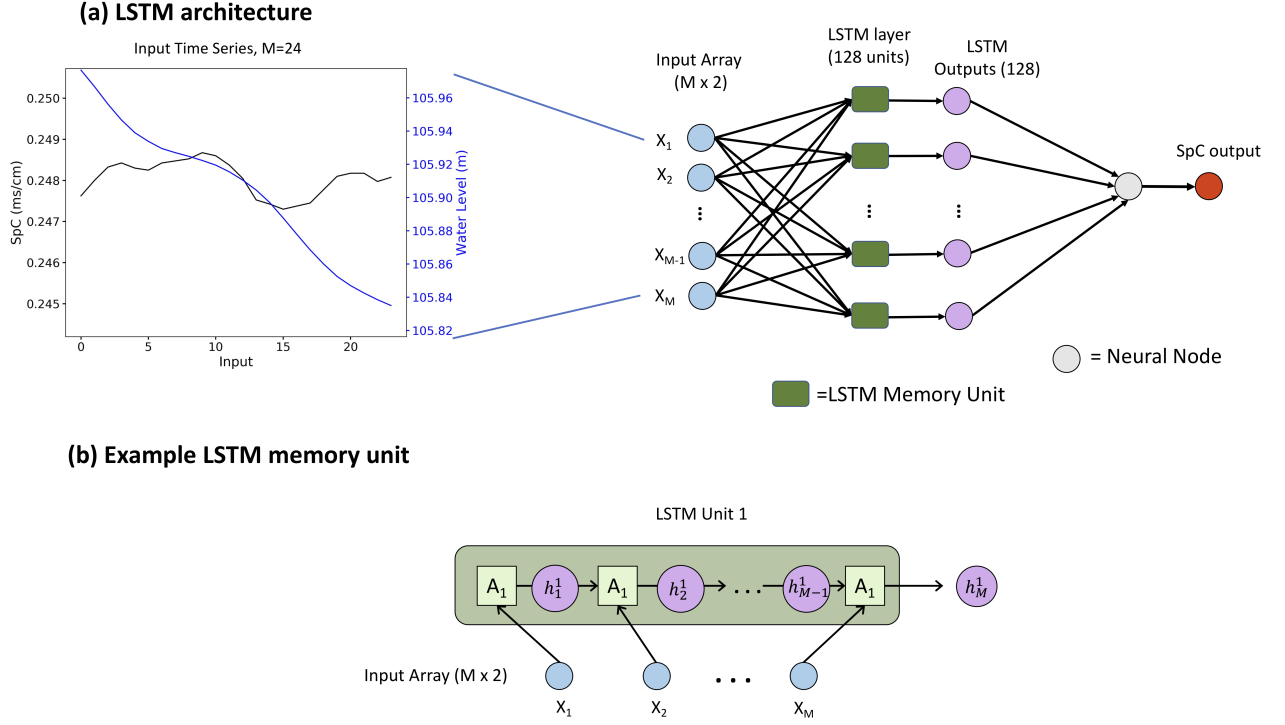 (a) LSTM architecture
Input Time Series, M=24
SpC (ms/cm)
0.250
0.249
0.248
0.247
0.246
0.245
105.96
105.94
105.92
105.90
105.88
105.86
105.84
105.82
Water Level (m)
0 5 10 15 20
Input
Input Array
(M x 2)
X1
X2
XM-1
XM
LSTM layer
(128 units)
LSTM
Outputs (128)
SpC output
= Neural Node
=LSTM Memory Unit
(b) Example LSTM memory unit
LSTM Unit 1
A1 h¹₁ A1 h¹₂ ... h¹M−1 A1 h¹M
Input Array (M x 2)
X1 X2 XM